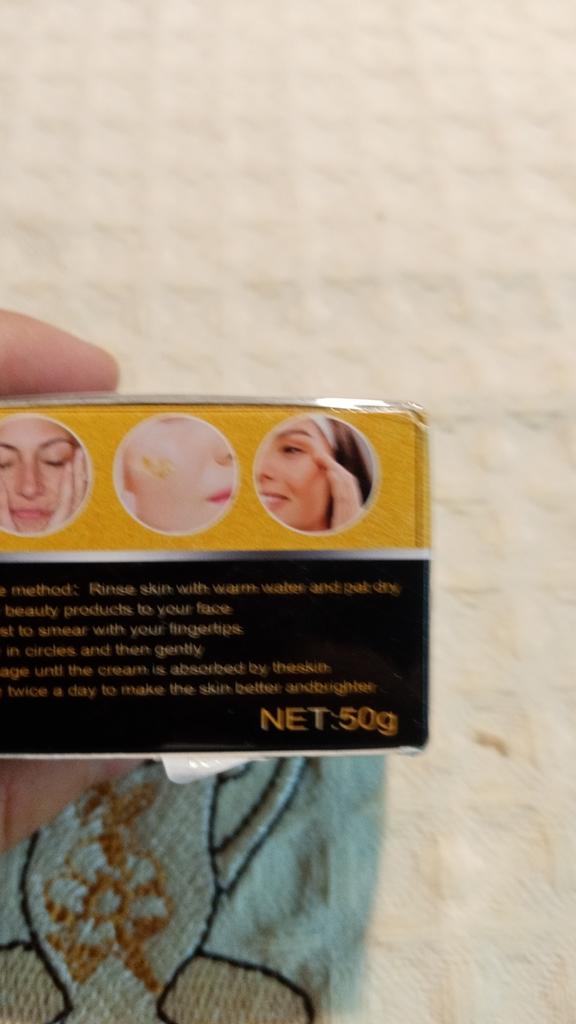 e method: Rinse skin with warm water and pat dry,
beauty products to your face.
st to smear with your fingertips.
in circles and then gently
age untl the cream is absorbed by theskin.
twice a day to make the skin better andbrighter.
NET:50g